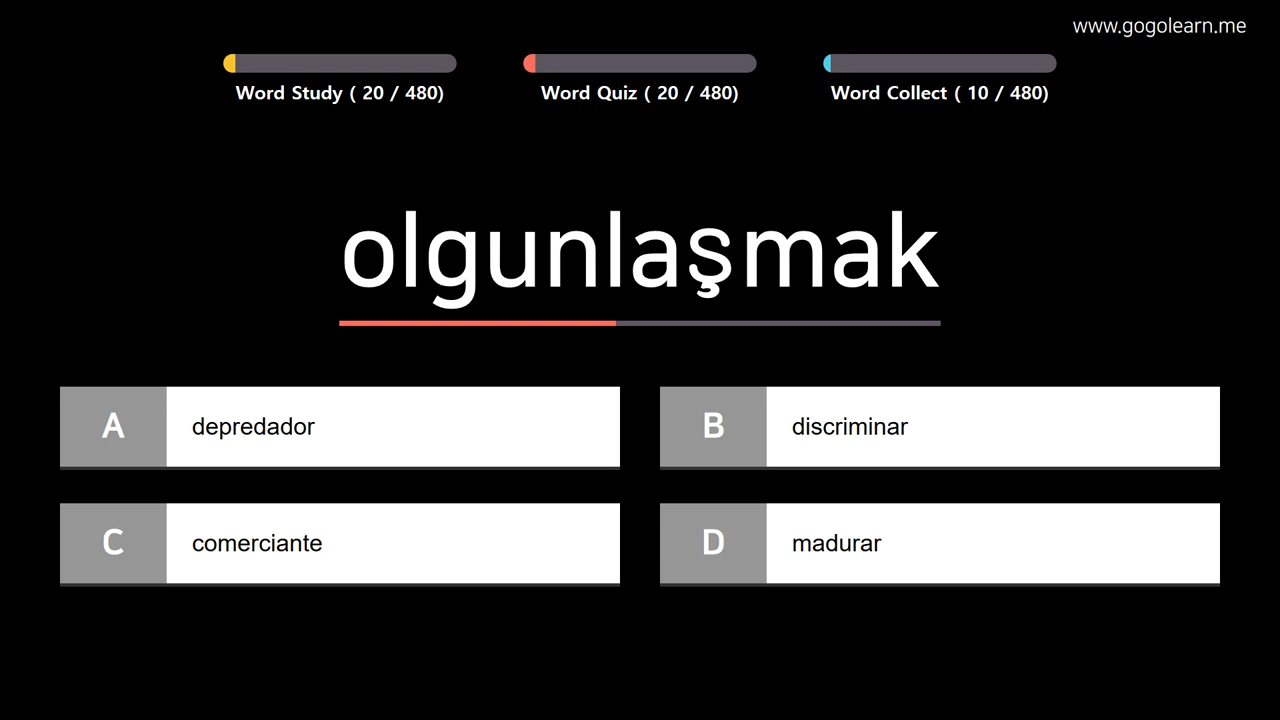 www.gogolearn.me
Word Study ( 20 / 480)
Word Quiz ( 20 / 480)
Word Collect ( 10 / 480)
olgunlaşmak
A depredador
B discriminar
C comerciante
D madurar